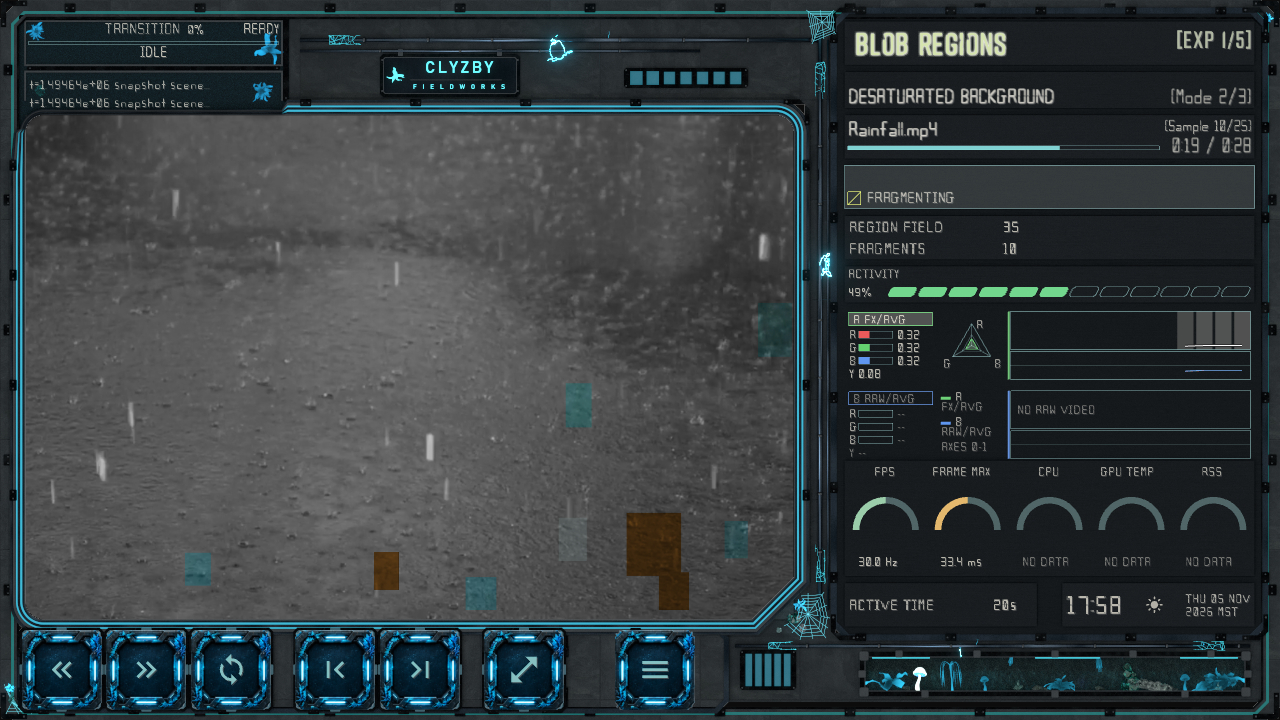 TRANSITION 0% READY
IDLE
t=149464e+06 Snapshot Scene..
t=149464e+06 Snapshot Scene..
CLYZBY
FIELDWORKS
BLOB REGIONS [EXP 1/5]
DESATURATED BACKGROUND [Mode 2/3]
Rainfall.mp4 [Sample 10/25]
0:19 / 0:28
FRAGMENTING
REGION FIELD 35
FRAGMENTS 10
ACTIVITY
49%
A FX/AVG
R 0.32
G 0.32
B 0.32
Y 0.08
R
G B
B RAW/AVG
R --
G --
B --
Y --
A
FX/AVG
B
RAW/AVG
AXES 0-1
NO RAW VIDEO
FPS FRAME MAX CPU GPU TEMP RSS
30.0 Hz 33.4 ms NO DATA NO DATA NO DATA
ACTIVE TIME 20s
17:58
THU 05 NOV
2026 MST